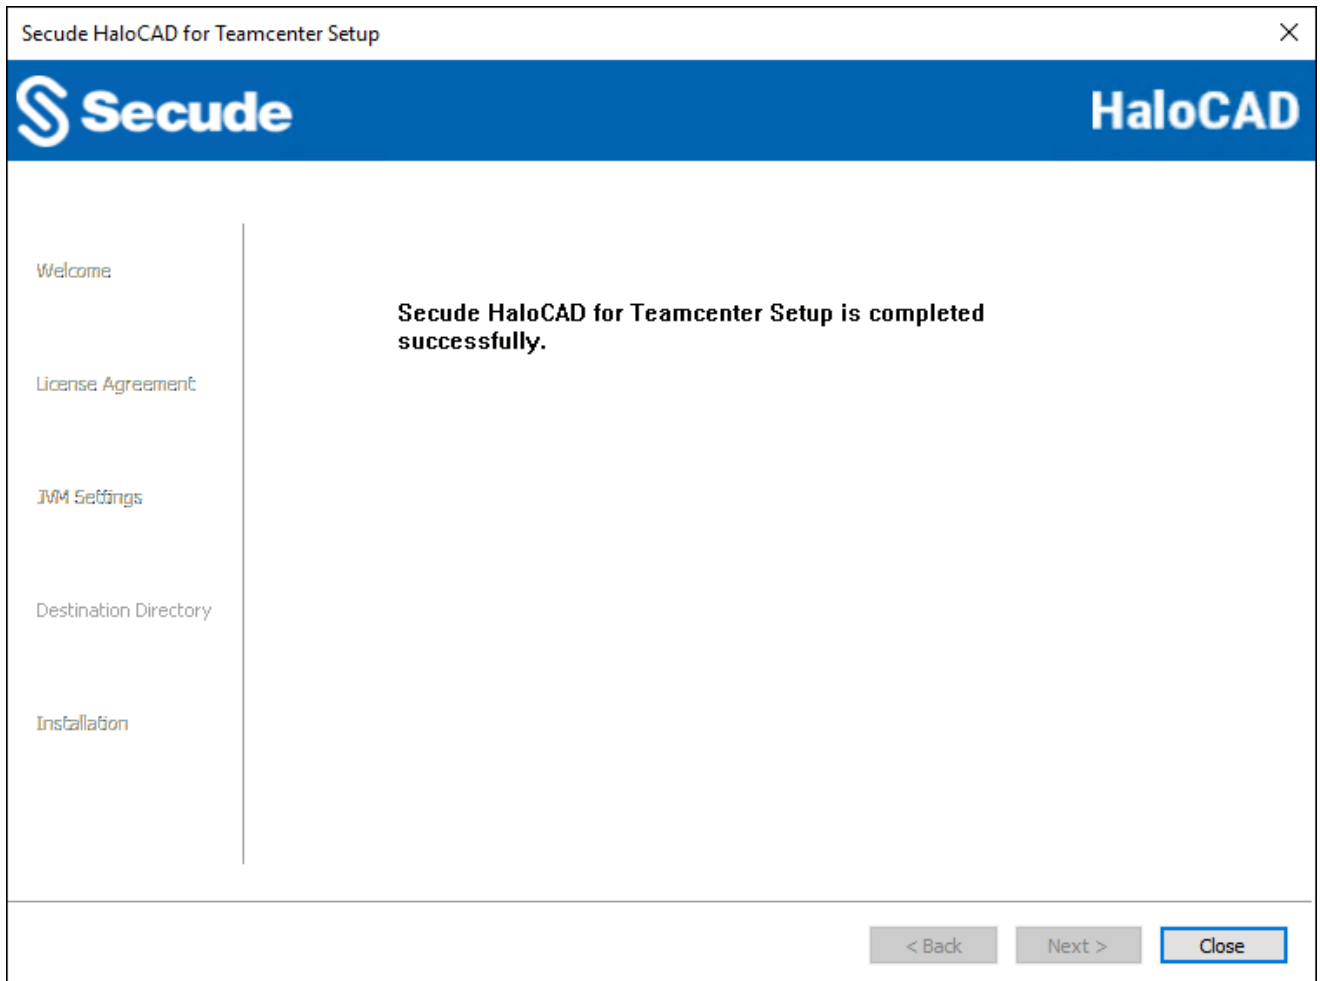 Secude HaloCAD for Teamcenter Setup
Secude
HaloCAD
Welcome
License Agreement
JVM Settings
Destination Directory
Installation
Secude HaloCAD for Teamcenter Setup is completed
successfully.
< Back
Next >
Close